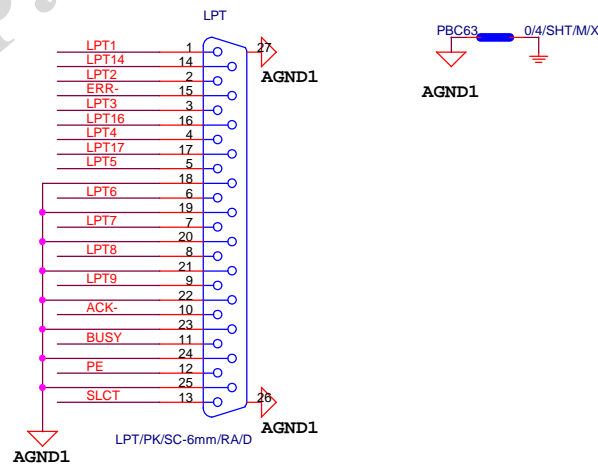 LPT
PBC63 0/4/SHT/M/X
AGND1
LPT1 1 27
LPT14 14
AGND1
LPT2 2
ERR- 15
LPT3 3
LPT16 16
LPT4 4
LPT17 17
LPT5 5
18
LPT6 6
19
LPT7 7
20
LPT8 8
21
LPT9 9
22
ACK- 10
23
BUSY 11
24
PE 12
25
SLCT 13 26
AGND1
LPT/PK/SC-6mm/RA/D
AGND1